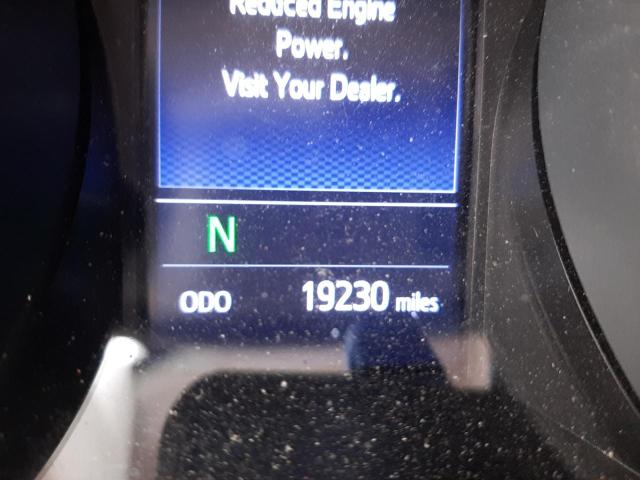 Reduced Engine
Power.
Visit Your Dealer.
N
ODO 19230 miles